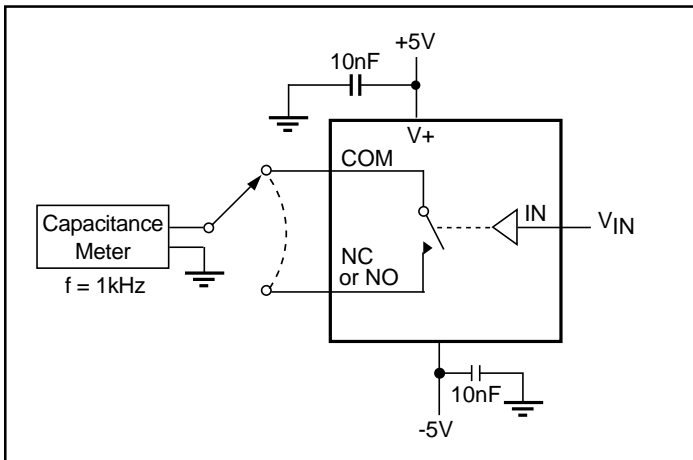 +5V
10nF
V+
COM
IN
VIN
Capacitance
Meter
NC
or NO
f = 1kHz
10nF
-5V